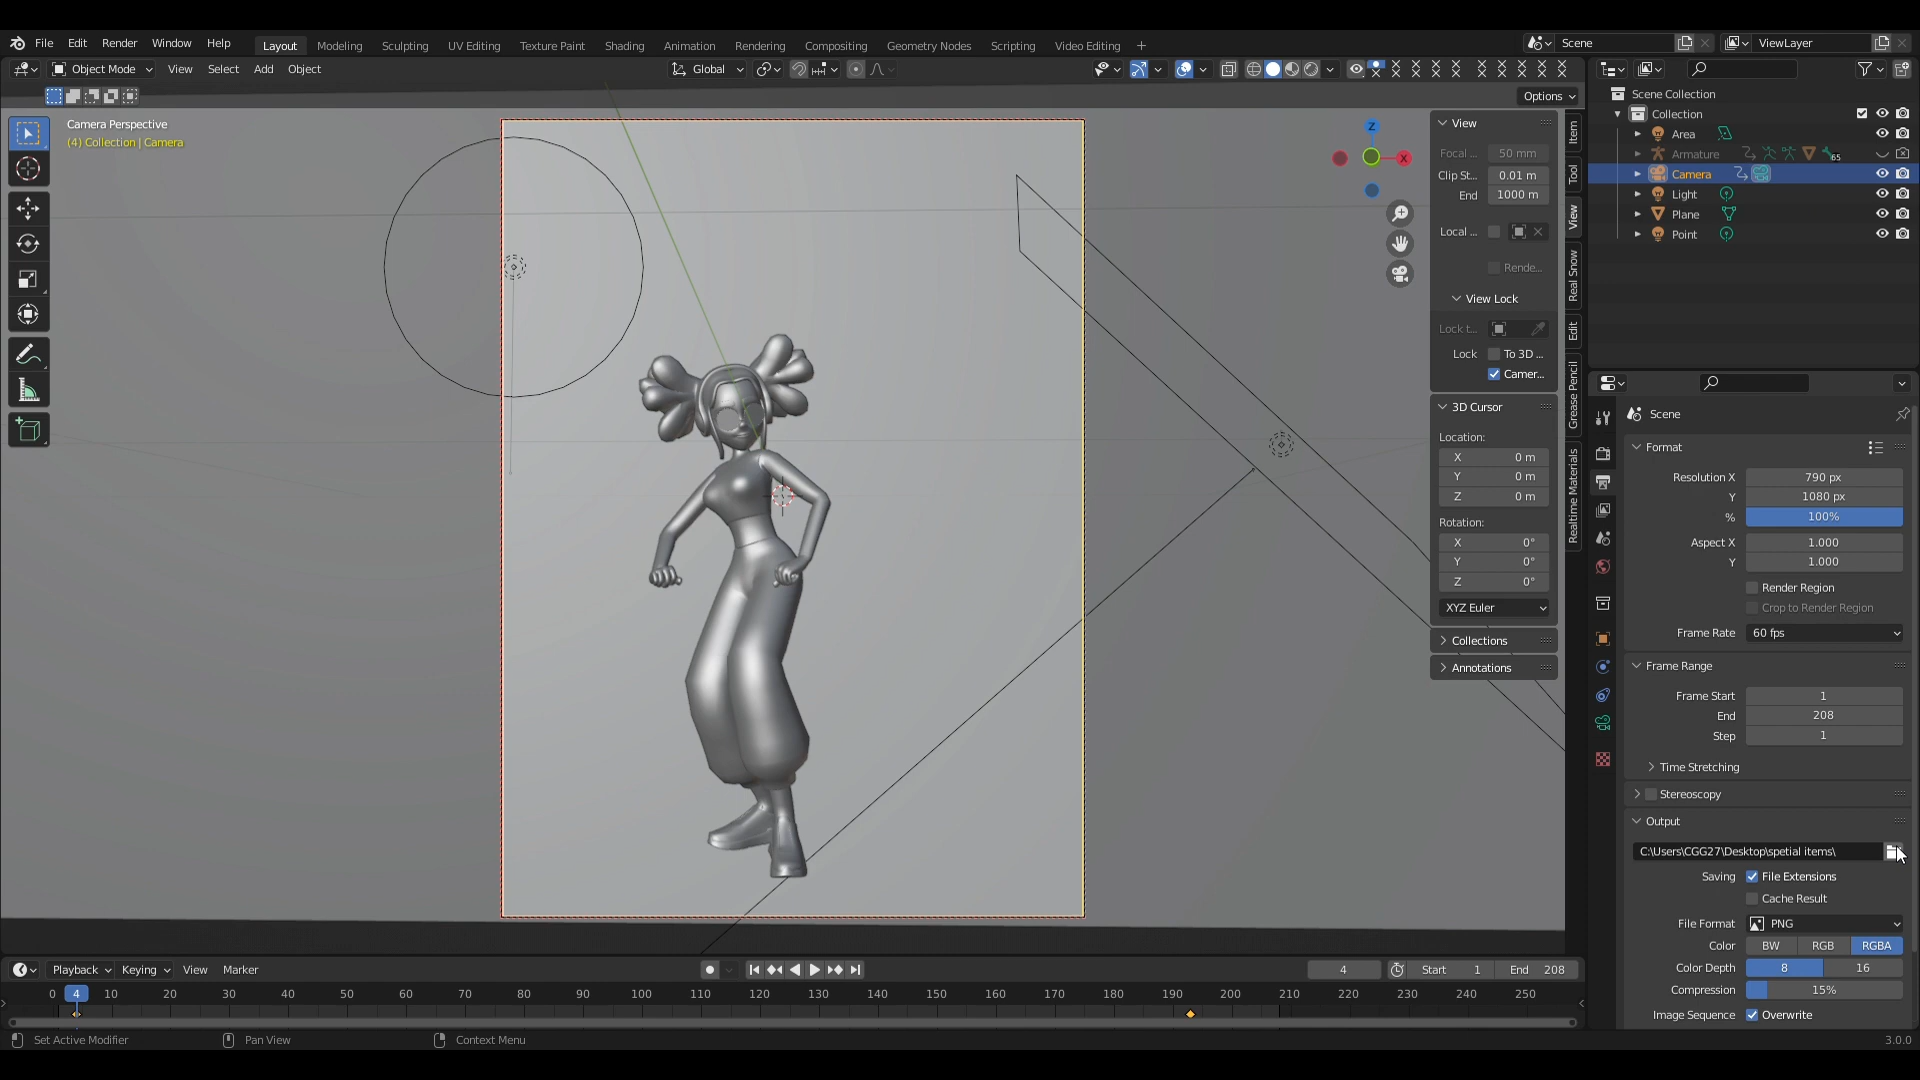 File Edit Render Window Help
Layout Modeling Sculpting UV Editing Texture Paint Shading Animation Rendering Compositing Geometry Nodes Scripting Video Editing +
Scene
ViewLayer
Object Mode View Select Add Object
Global
Options
Camera Perspective
(4) Collection | Camera
Z
X
View
Focal ... 50 mm
Clip St... 0.01 m
End 1000 m
Local ...
Rende...
View Lock
Lock t...
Lock To 3D ...
Camer...
3D Cursor
Location:
X 0 m
Y 0 m
Z 0 m
Rotation:
X 0°
Y 0°
Z 0°
XYZ Euler
Collections
Annotations
Item
Tool
View
Real Snow
Edit
Grease Pencil
Realtime Materials
Scene Collection
Collection
Area
Armature 65
Camera
Light
Plane
Point
Scene
Format
Resolution X 790 px
Y 1080 px
% 100%
Aspect X 1.000
Y 1.000
Render Region
Crop to Render Region
Frame Rate 60 fps
Frame Range
Frame Start 1
End 208
Step 1
Time Stretching
Stereoscopy
Output
C:\Users\CGG27\Desktop\spetial items\
Saving File Extensions
Cache Result
File Format PNG
Color BW RGB RGBA
Color Depth 8 16
Compression 15%
Image Sequence Overwrite
Playback Keying View Marker
4 Start 1 End 208
0 4 10 20 30 40 50 60 70 80 90 100 110 120 130 140 150 160 170 180 190 200 210 220 230 240 250
Set Active Modifier Pan View Context Menu 3.0.0